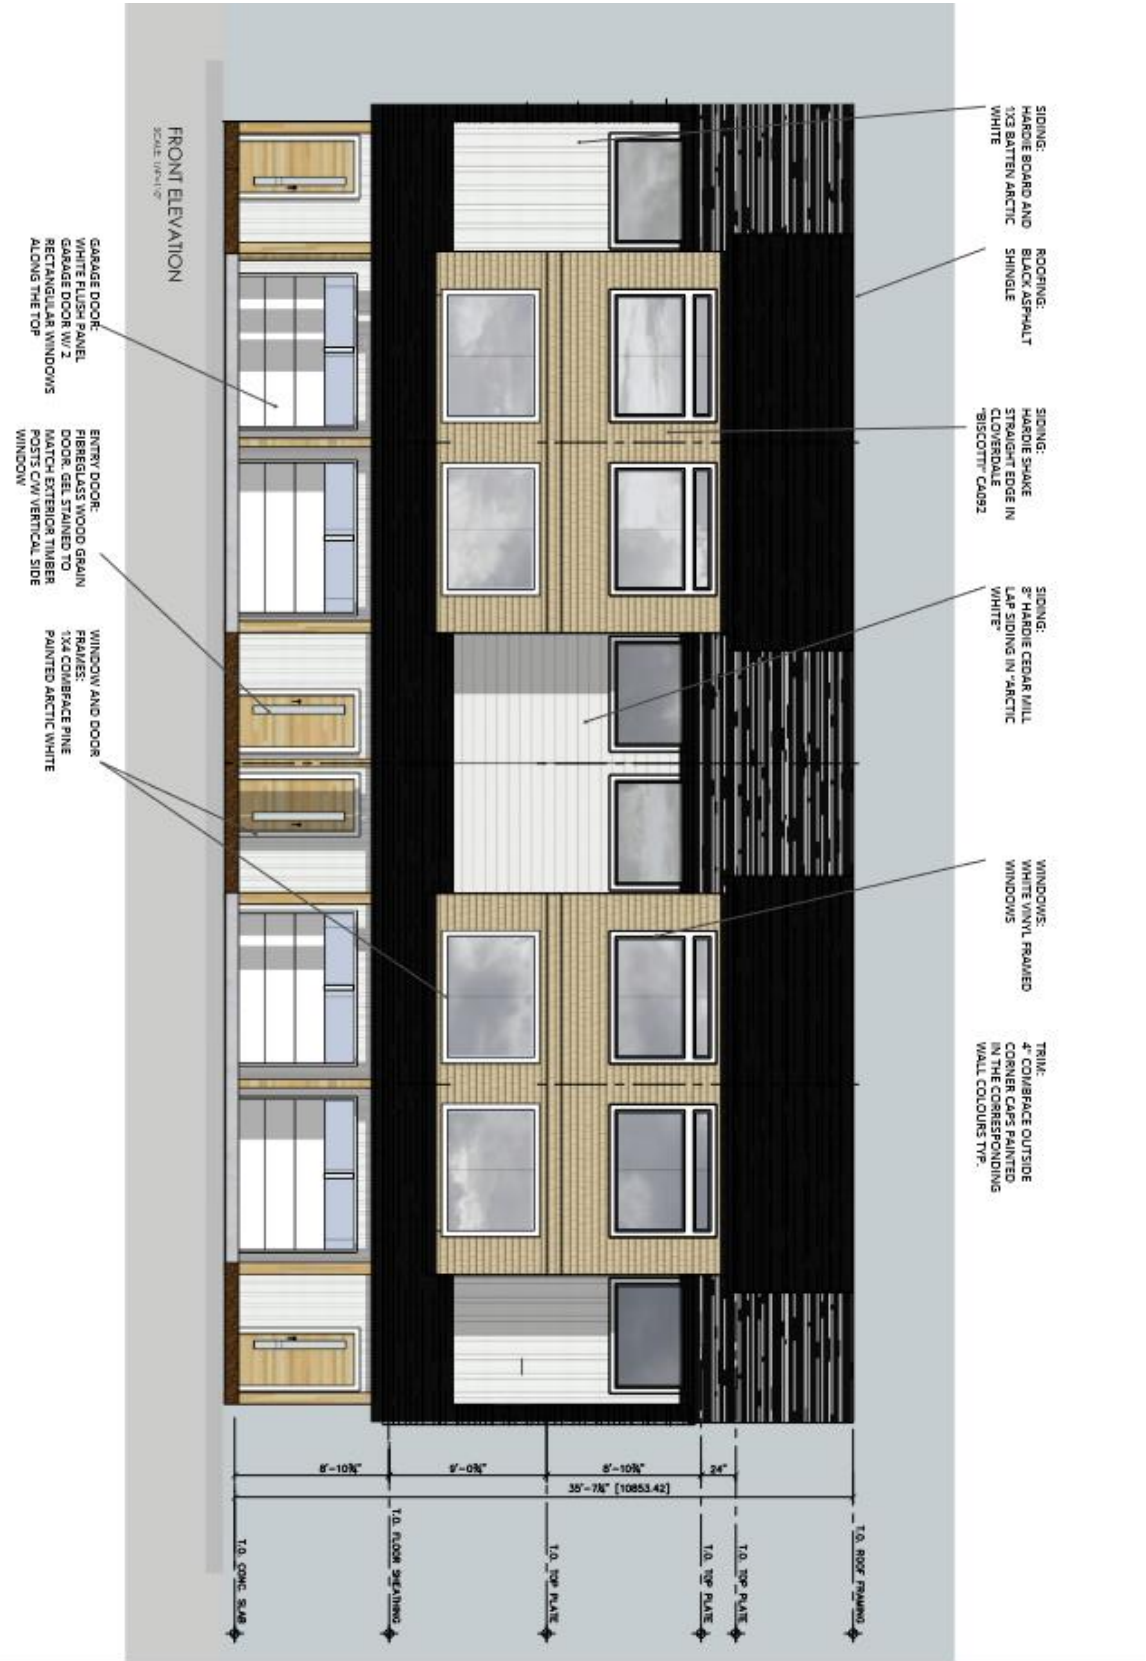 SIDING:
HARDIE BOARD AND
1X3 BATTEN ARCTIC
WHITE
ROOFING:
BLACK ASPHALT
SHINGLE
SIDING:
HARDIE SHAKE
STRAIGHT EDGE IN
CLOVERDALE
"BISCOTTI" CA092
SIDING:
8" HARDIE CEDAR MILL
LAP SIDING IN "ARCTIC
WHITE"
WINDOWS:
WHITE VINYL FRAMED
WINDOWS
TRIM:
4" COMBFACE OUTSIDE
CORNER CAPS PAINTED
IN THE CORRESPONDING
WALL COLOURS TYP.
T.O. ROOF FRAMING
T.O. TOP PLATE
T.O. TOP PLATE
T.O. TOP PLATE
T.O. FLOOR SHEATHING
T.O. CONC. SLAB
24"
8'-10¾"
9'-0¾"
8'-10¾"
35'-7¼" [10853.42]
FRONT ELEVATION
SCALE: 1/4"=1'-0"
GARAGE DOOR:
WHITE FLUSH PANEL
GARAGE DOOR W/ 2
RECTANGULAR WINDOWS
ALONG THE TOP
ENTRY DOOR:
FIBREGLASS WOOD GRAIN
DOOR, GEL STAINED TO
MATCH EXTERIOR TIMBER
POSTS C/W VERTICAL SIDE
WINDOW
WINDOW AND DOOR
FRAMES:
1X4 COMBFACE PINE
PAINTED ARCTIC WHITE